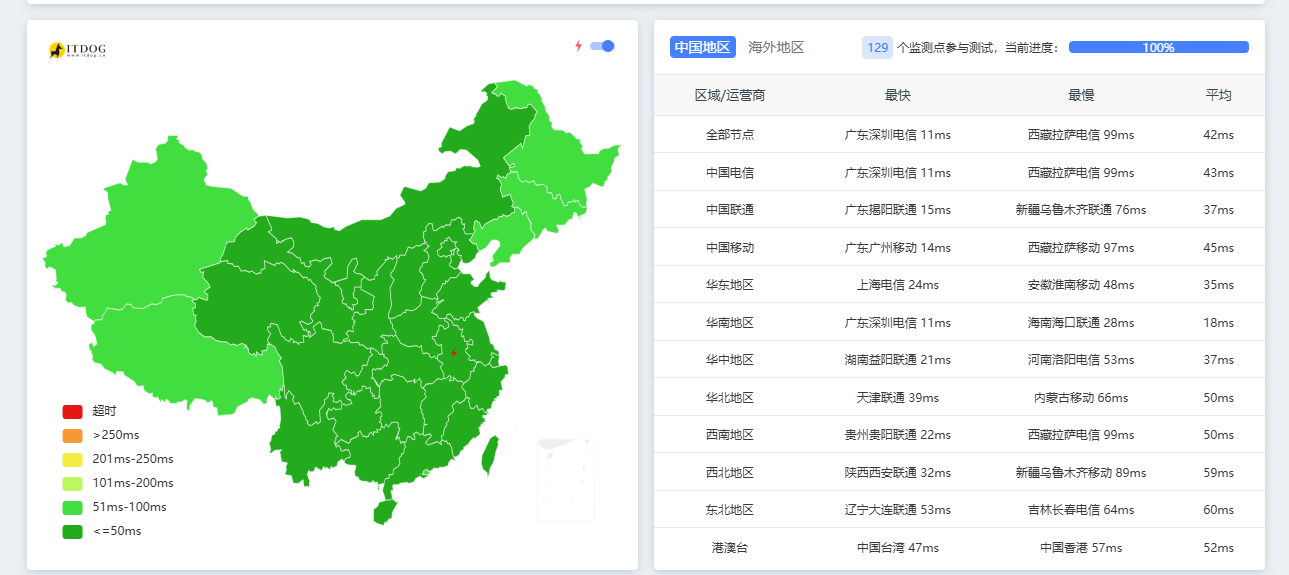 ITDOG
www.itdog.cn
超时
>250ms
201ms-250ms
101ms-200ms
51ms-100ms
<=50ms
中国地区 海外地区 129 个监测点参与测试，当前进度： 100%
区域/运营商 最快 最慢 平均
全部节点 广东深圳电信 11ms 西藏拉萨电信 99ms 42ms
中国电信 广东深圳电信 11ms 西藏拉萨电信 99ms 43ms
中国联通 广东揭阳联通 15ms 新疆乌鲁木齐联通 76ms 37ms
中国移动 广东广州移动 14ms 西藏拉萨移动 97ms 45ms
华东地区 上海电信 24ms 安徽淮南移动 48ms 35ms
华南地区 广东深圳电信 11ms 海南海口联通 28ms 18ms
华中地区 湖南益阳联通 21ms 河南洛阳电信 53ms 37ms
华北地区 天津联通 39ms 内蒙古移动 66ms 50ms
西南地区 贵州贵阳联通 22ms 西藏拉萨电信 99ms 50ms
西北地区 陕西西安联通 32ms 新疆乌鲁木齐移动 89ms 59ms
东北地区 辽宁大连联通 53ms 吉林长春电信 64ms 60ms
港澳台 中国台湾 47ms 中国香港 57ms 52ms